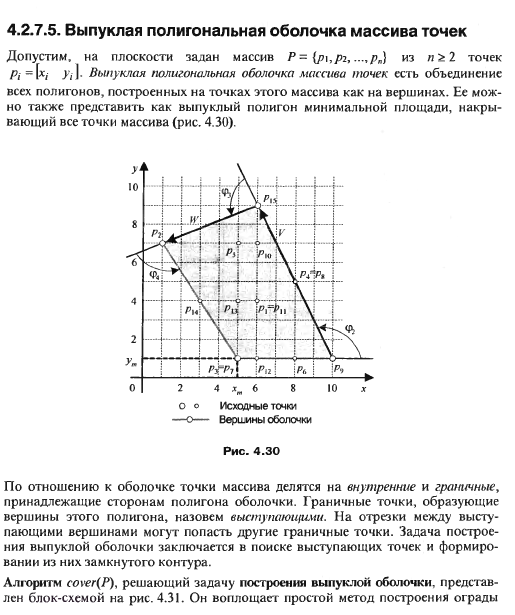 4.2.7.5. Выпуклая полигональная оболочка массива точек
Допустим, на плоскости задан массив P = {p1, p2, ..., pn} из n ≥ 2 точек
pi = [xi yi]. Выпуклая полигональная оболочка массива точек есть объединение
всех полигонов, построенных на точках этого массива как на вершинах. Ее мож-
но также представить как выпуклый полигон минимальной площади, накры-
вающий все точки массива (рис. 4.30).
y
10
φ3
p15
W
8
p2
V
p3
p10
6
φ4
p4=p8
4
p14
p13
p1=p11
φ2
2
ym
p3=p7
p12
p6
p9
0 2 4 xm 6 8 10 x
Исходные точки
Вершины оболочки
Рис. 4.30
По отношению к оболочке точки массива делятся на внутренние и граничные,
принадлежащие сторонам полигона оболочки. Граничные точки, образующие
вершины этого полигона, назовем выступающими. На отрезки между высту-
пающими вершинами могут попасть другие граничные точки. Задача построе-
ния выпуклой оболочки заключается в поиске выступающих точек и формиро-
вании из них замкнутого контура.
Алгоритм cover(P), решающий задачу построения выпуклой оболочки, представ-
лен блок-схемой на рис. 4.31. Он воплощает простой метод построения ограды